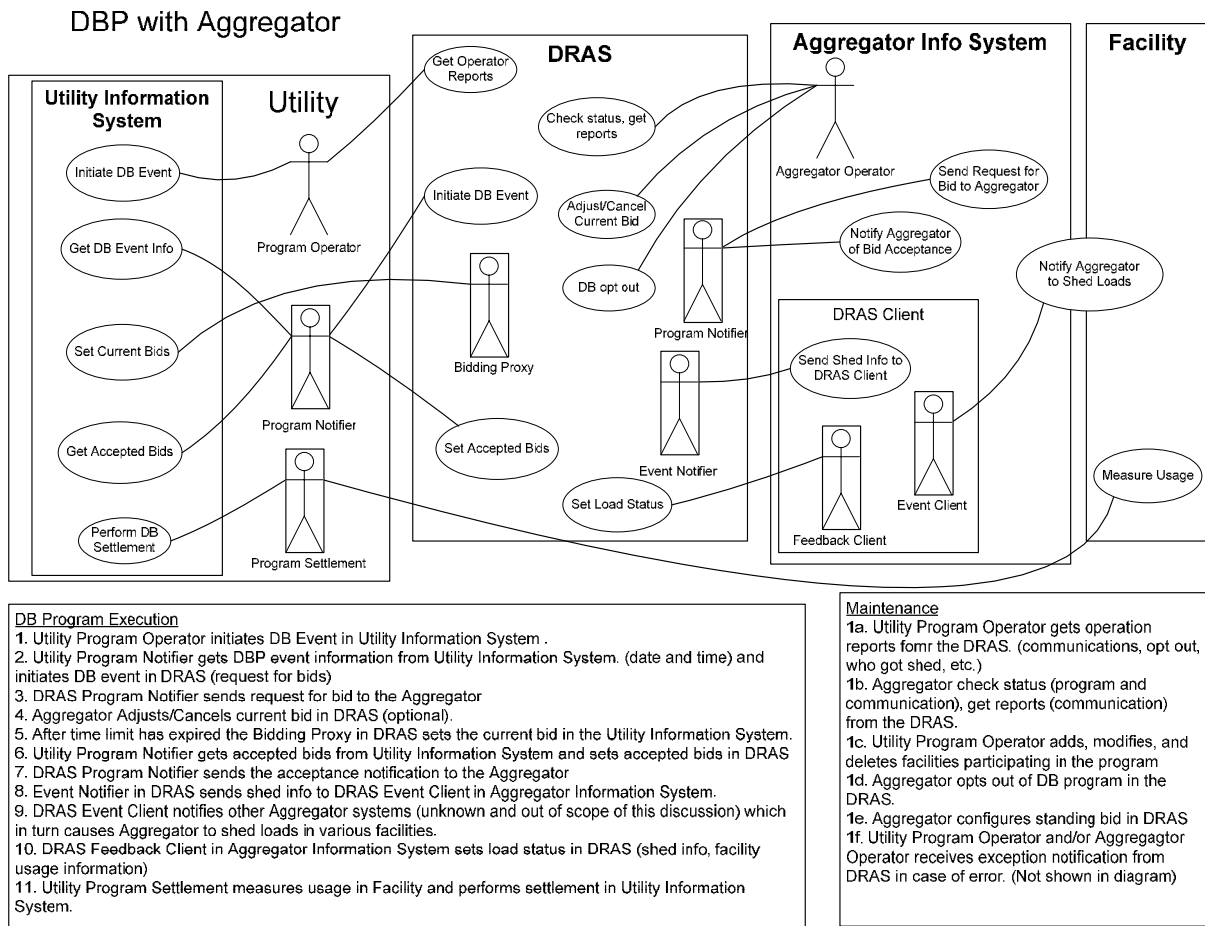 DBP with Aggregator
Utility Information
System
Utility
DRAS
Aggregator Info System
Facility
Get Operator
Reports
Check status, get
reports
Initiate DB Event
Program Operator
Initiate DB Event
Aggregator Operator
Send Request for
Bid to Aggregator
Adjust/Cancel
Current Bid
Get DB Event Info
Notify Aggregator
of Bid Acceptance
Notify Aggregator
to Shed Loads
DB opt out
Program Notifier
DRAS Client
Set Current Bids
Bidding Proxy
Send Shed Info to
DRAS Client
Program Notifier
Get Accepted Bids
Set Accepted Bids
Event Notifier
Measure Usage
Set Load Status
Event Client
Perform DB
Settlement
Program Settlement
Feedback Client
DB Program Execution
1. Utility Program Operator initiates DB Event in Utility Information System .
2. Utility Program Notifier gets DBP event information from Utility Information System. (date and time) and
initiates DB event in DRAS (request for bids)
3. DRAS Program Notifier sends request for bid to the Aggregator
4. Aggregator Adjusts/Cancels current bid in DRAS (optional).
5. After time limit has expired the Bidding Proxy in DRAS sets the current bid in the Utility Information System.
6. Utility Program Notifier gets accepted bids from Utility Information System and sets accepted bids in DRAS
7. DRAS Program Notifier sends the acceptance notification to the Aggregator
8. Event Notifier in DRAS sends shed info to DRAS Event Client in Aggregator Information System.
9. DRAS Event Client notifies other Aggregator systems (unknown and out of scope of this discussion) which
in turn causes Aggregator to shed loads in various facilities.
10. DRAS Feedback Client in Aggregator Information System sets load status in DRAS (shed info, facility
usage information)
11. Utility Program Settlement measures usage in Facility and performs settlement in Utility Information
System.
Maintenance
1a. Utility Program Operator gets operation
reports fomr the DRAS. (communications, opt out,
who got shed, etc.)
1b. Aggregator check status (program and
communication), get reports (communication)
from the DRAS.
1c. Utility Program Operator adds, modifies, and
deletes facilities participating in the program
1d. Aggregator opts out of DB program in the
DRAS.
1e. Aggregator configures standing bid in DRAS
1f. Utility Program Operator and/or Aggregagtor
Operator receives exception notification from
DRAS in case of error. (Not shown in diagram)